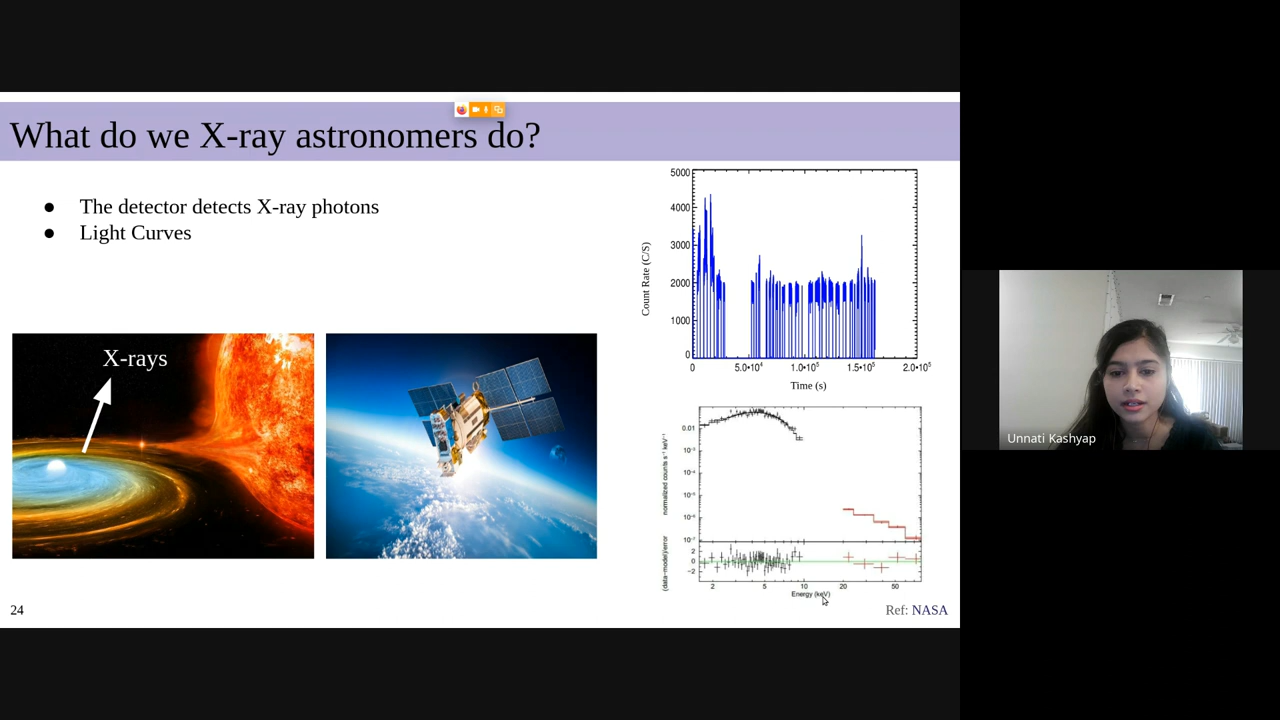 What do we X-ray astronomers do?
● The detector detects X-ray photons
● Light Curves
X-rays
5000
4000
3000
2000
1000
0
Count Rate (C/S)
0 5.0•10⁴ 1.0•10⁵ 1.5•10⁵ 2.0•10⁵
Time (s)
normalized counts s⁻¹ keV⁻¹
0.01
10⁻³
10⁻⁴
10⁻⁵
10⁻⁶
10⁻⁷
(data−model)/error
2
0
−2
2 5 10 20 50
Energy (keV)
24
Ref: NASA
Unnati Kashyap